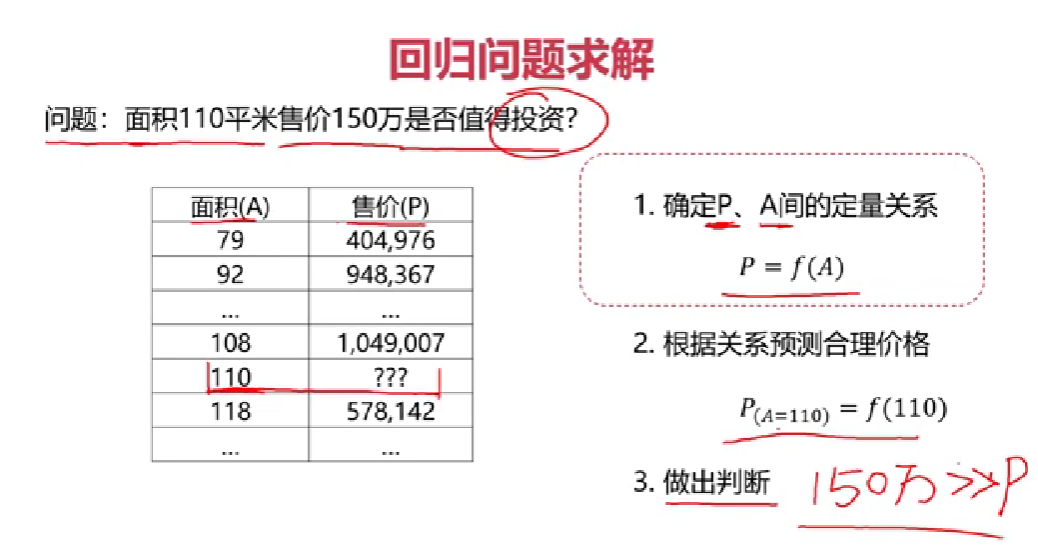 回归问题求解
问题：面积110平米售价150万是否值得投资？
面积(A) 售价(P)
79 404,976
92 948,367
... ...
108 1,049,007
110 ???
118 578,142
... ...
1. 确定P、A间的定量关系
P = f(A)
2. 根据关系预测合理价格
P(A=110) = f(110)
3. 做出判断 150万>>P